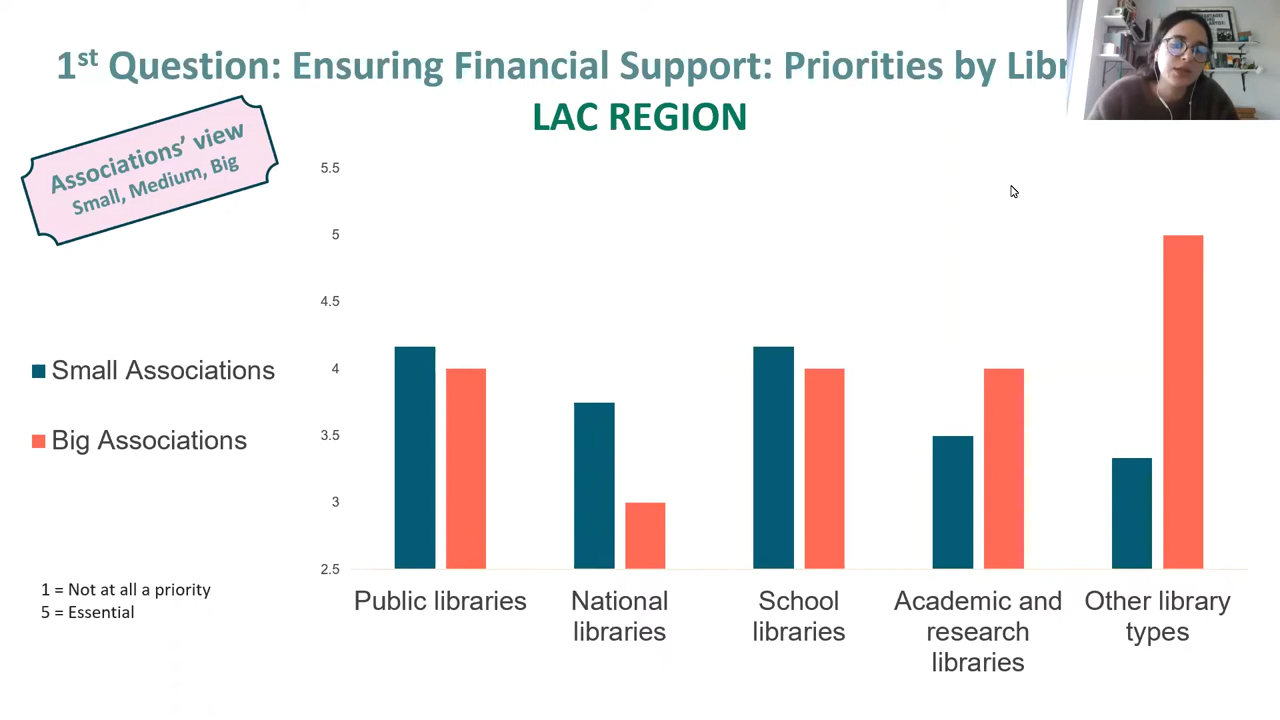 1st Question: Ensuring Financial Support: Priorities by
LAC REGION
Associations' view
Small, Medium, Big
5.5
5
4.5
4
3.5
3
2.5
Small Associations
Big Associations
1 = Not at all a priority
5 = Essential
Public libraries
National
libraries
School
libraries
Academic and
research
libraries
Other library
types